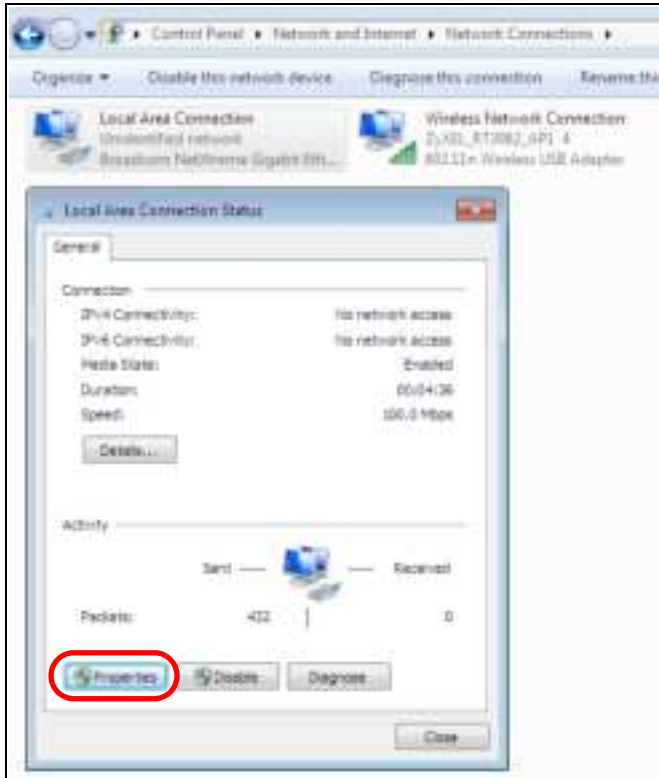 Control Panel ▸ Network and Internet ▸ Network Connections ▸
Organize Disable this network device Diagnose this connection Rename this
Local Area Connection
Unidentified network
Broadcom NetXtreme Gigabit Eth...
Wireless Network Connection
802.11n Wireless USB Adapter
Local Area Connection Status
General
Connection
IPv4 Connectivity: No network access
IPv6 Connectivity: No network access
Media State: Enabled
Duration: 00:04:36
Speed: 100.0 Mbps
Details...
Activity
Sent Received
Packets: 432 0
Properties Disable Diagnose
Close